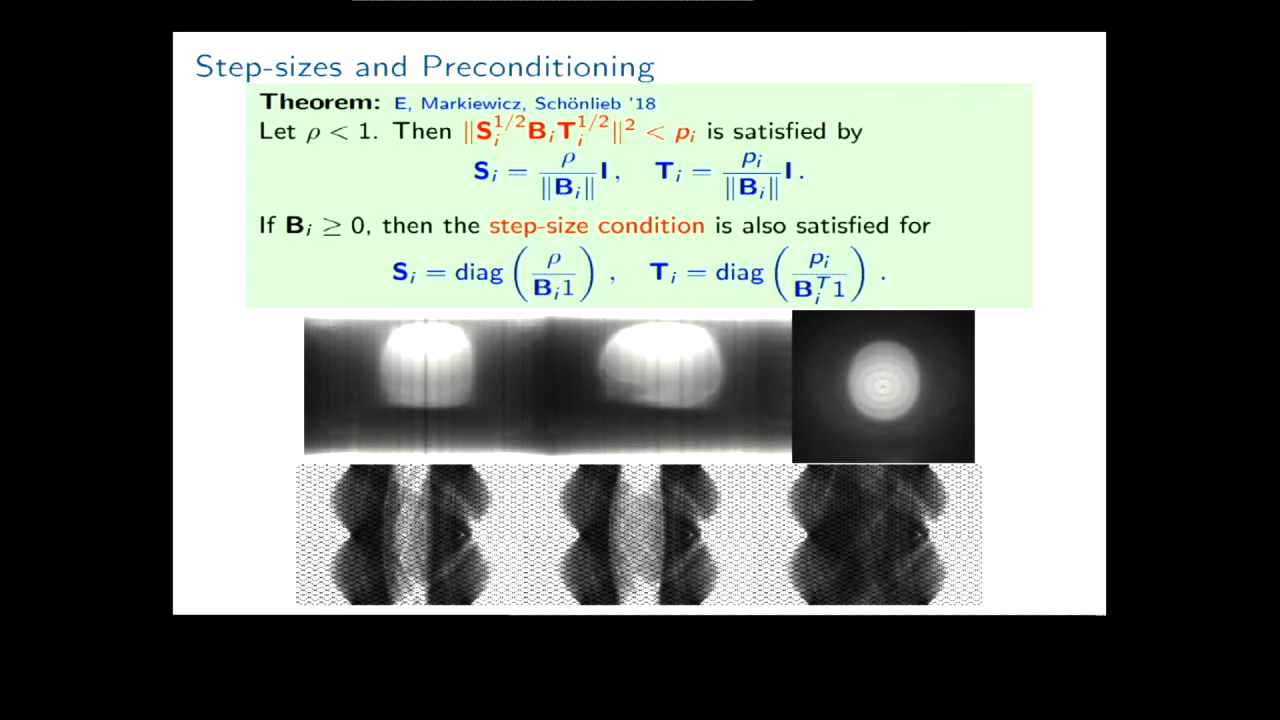 Step-sizes and Preconditioning
Theorem: E, Markiewicz, Schönlieb '18
Let ρ < 1. Then ‖S_i^{1/2} B_i T_i^{1/2}‖² < p_i is satisfied by
S_i = ρ/‖B_i‖ I , T_i = p_i/‖B_i‖ I .
If B_i ≥ 0, then the step-size condition is also satisfied for
S_i = diag ( ρ/B_i1 ) , T_i = diag ( p_i/B_i^T1 ) .